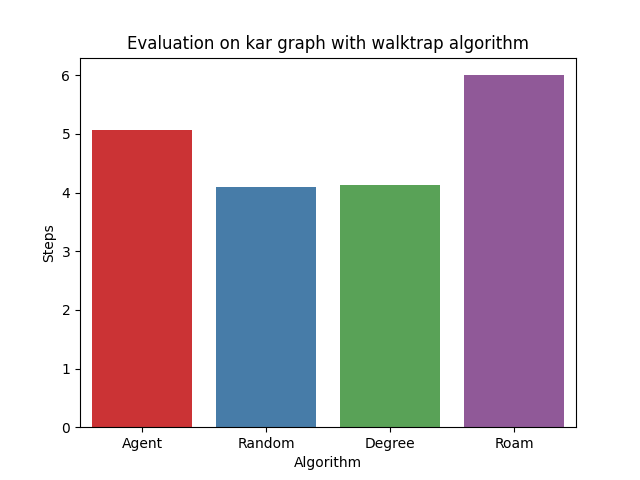 Evaluation on kar graph with walktrap algorithm
6
5
4
3
2
1
0
Steps
Agent Random Degree Roam
Algorithm